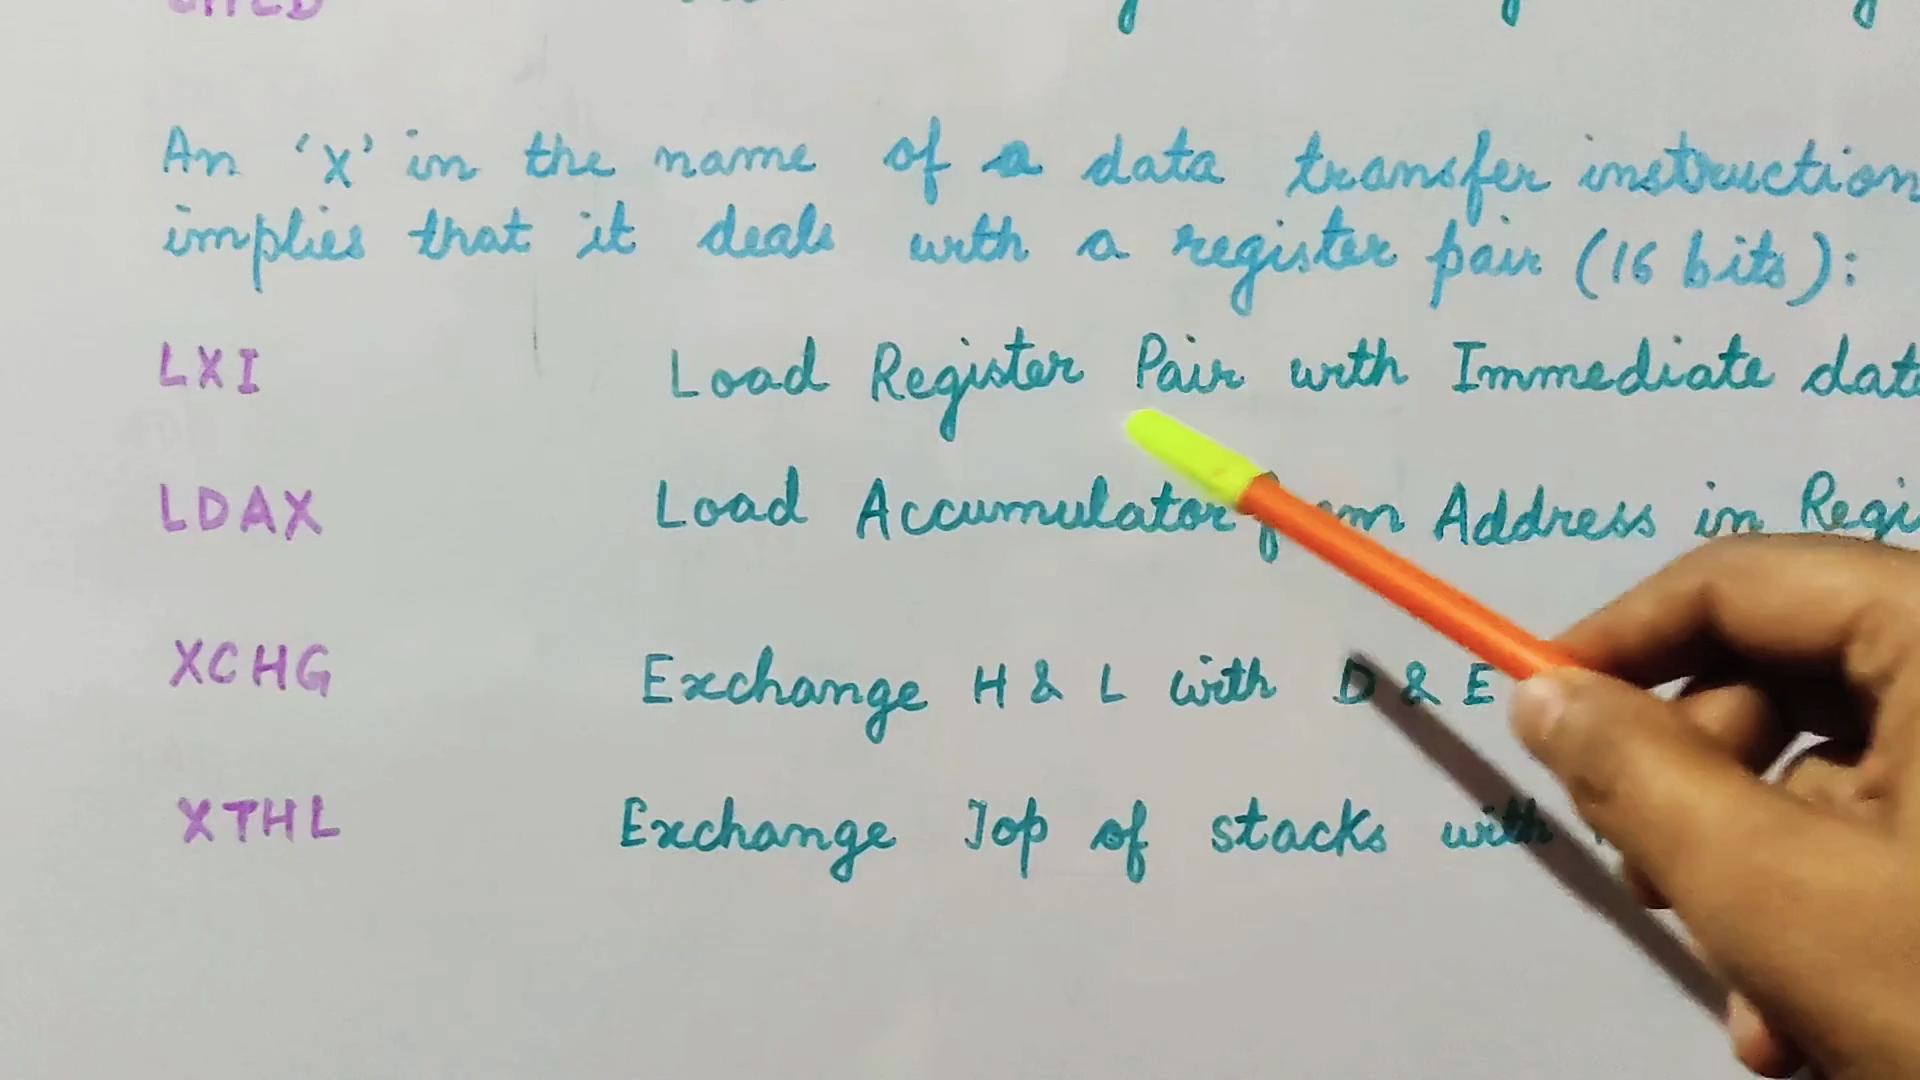 An 'X' in the name of a data transfer instruction
implies that it deals with a register pair (16 bits):
LXI Load Register Pair with Immediate dat
LDAX Load Accumulator from Address in Regi
XCHG Exchange H & L with D & E
XTHL Exchange Top of stacks with